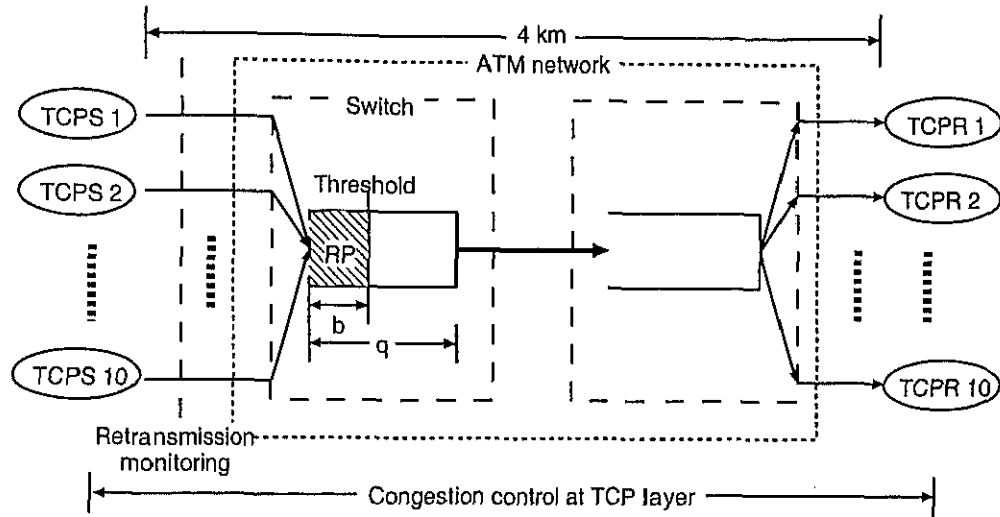 4 km
ATM network
TCPS 1
Switch
TCPR 1
TCPS 2
Threshold
TCPR 2
RP
b
q
TCPS 10
TCPR 10
Retransmission
monitoring
Congestion control at TCP layer